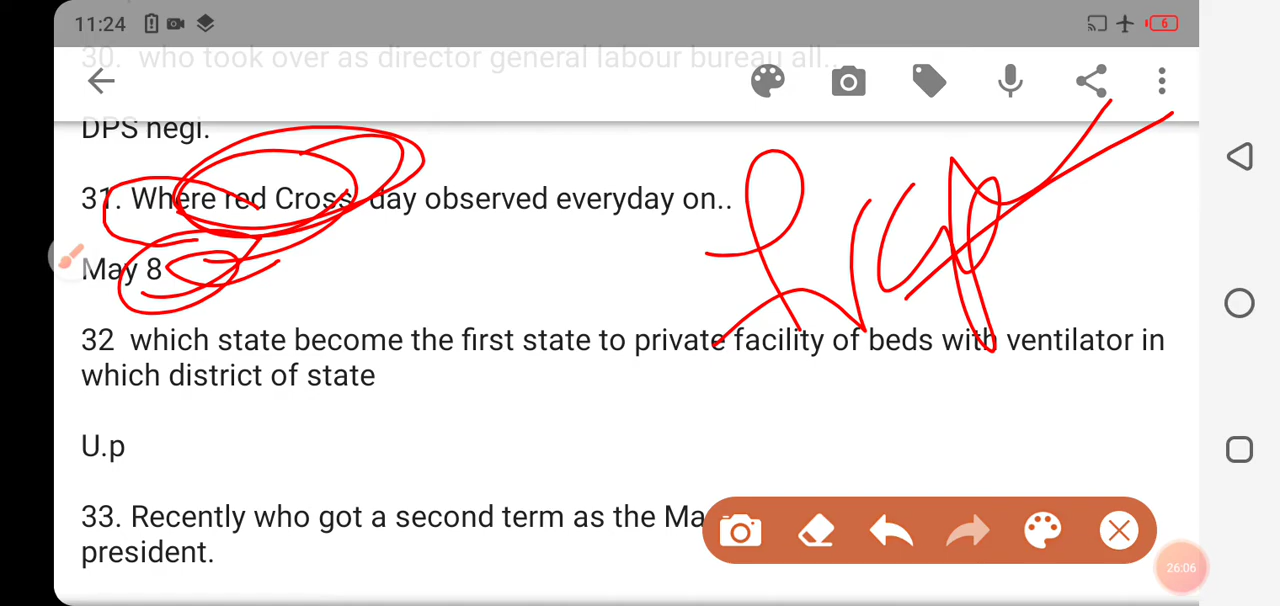 11:24 6
30. who took over as director general labour bureau all..
DPS negi.
31. Where red Cross day observed everyday on..
May 8
32 which state become the first state to private facility of beds with ventilator in
which district of state
U.p
33. Recently who got a second term as the Ma
president.
26:06